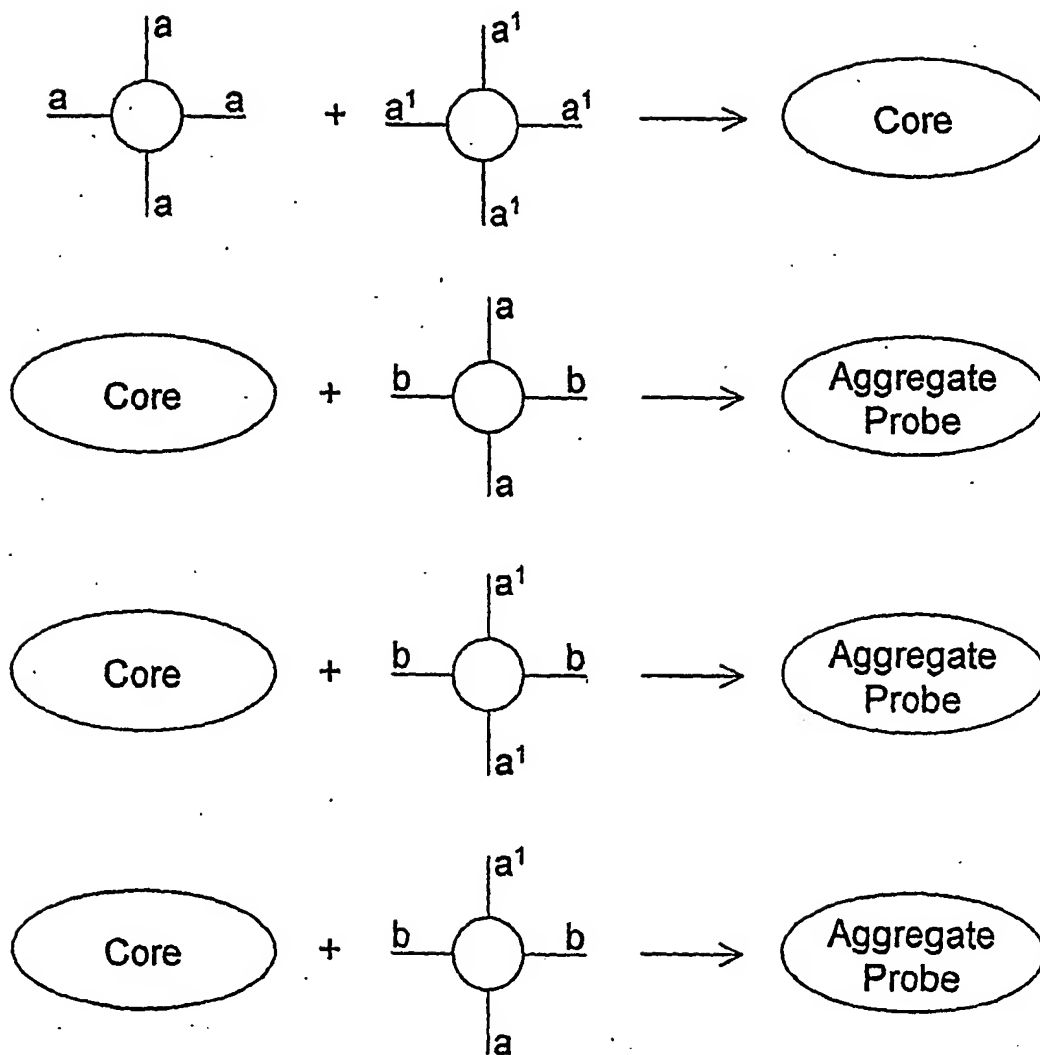 a
a a
a
+
a¹
a¹ a¹
a¹
Core
Core
+
a
b b
a
Aggregate
Probe
Core
+
a¹
b b
a¹
Aggregate
Probe
Core
+
a¹
b b
a
Aggregate
Probe